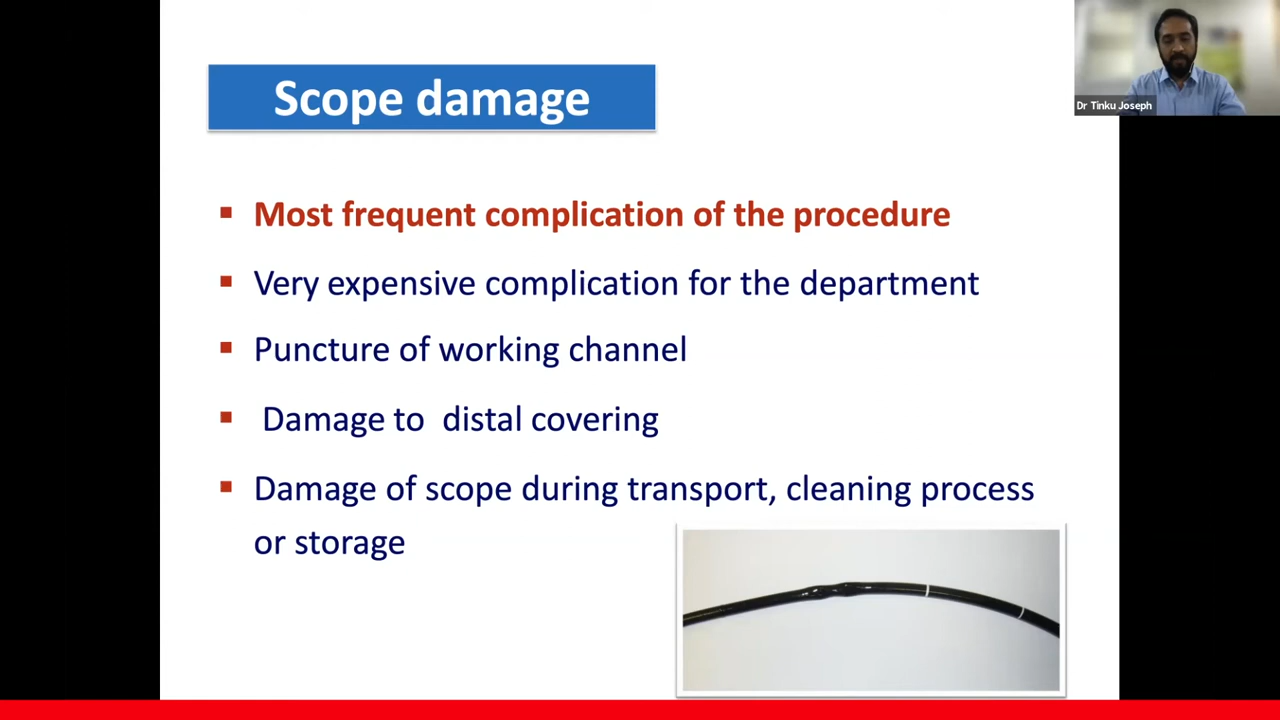 Dr Tinku Joseph
Scope damage
Most frequent complication of the procedure
Very expensive complication for the department
Puncture of working channel
Damage to distal covering
Damage of scope during transport, cleaning process
or storage